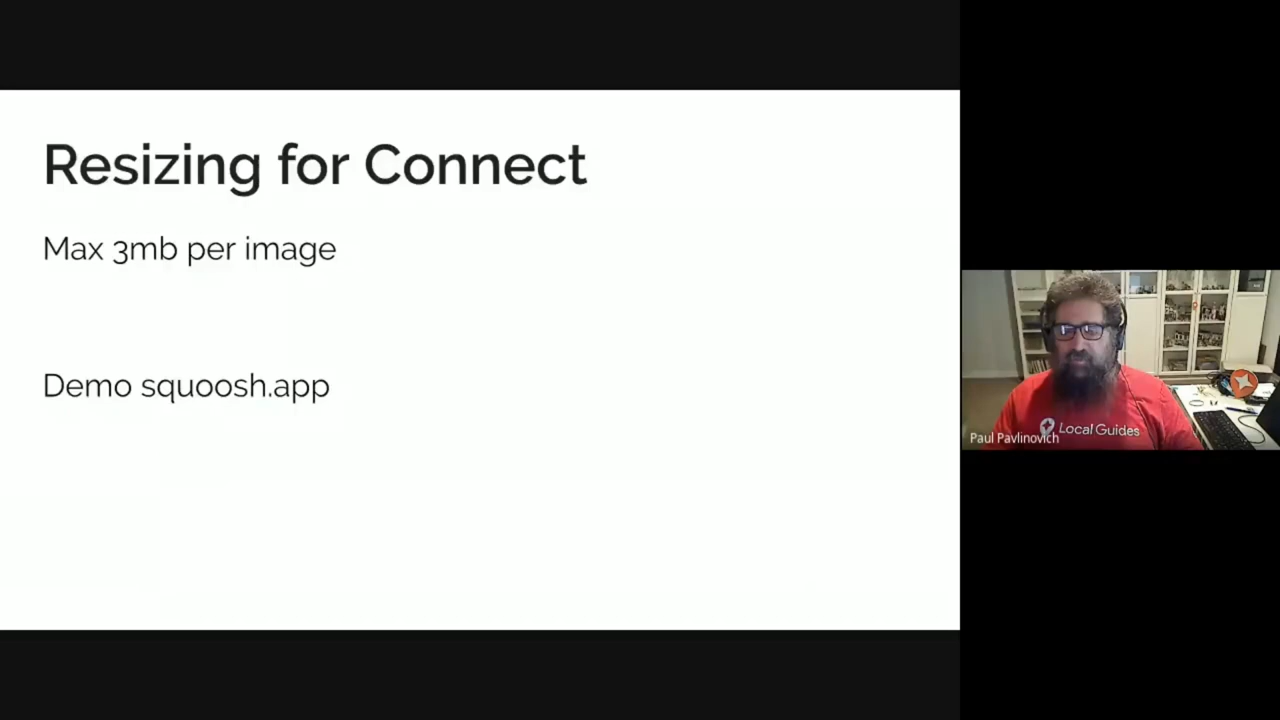 Resizing for Connect
Max 3mb per image
Demo squoosh.app
Local Guides
Paul Pavlinovich